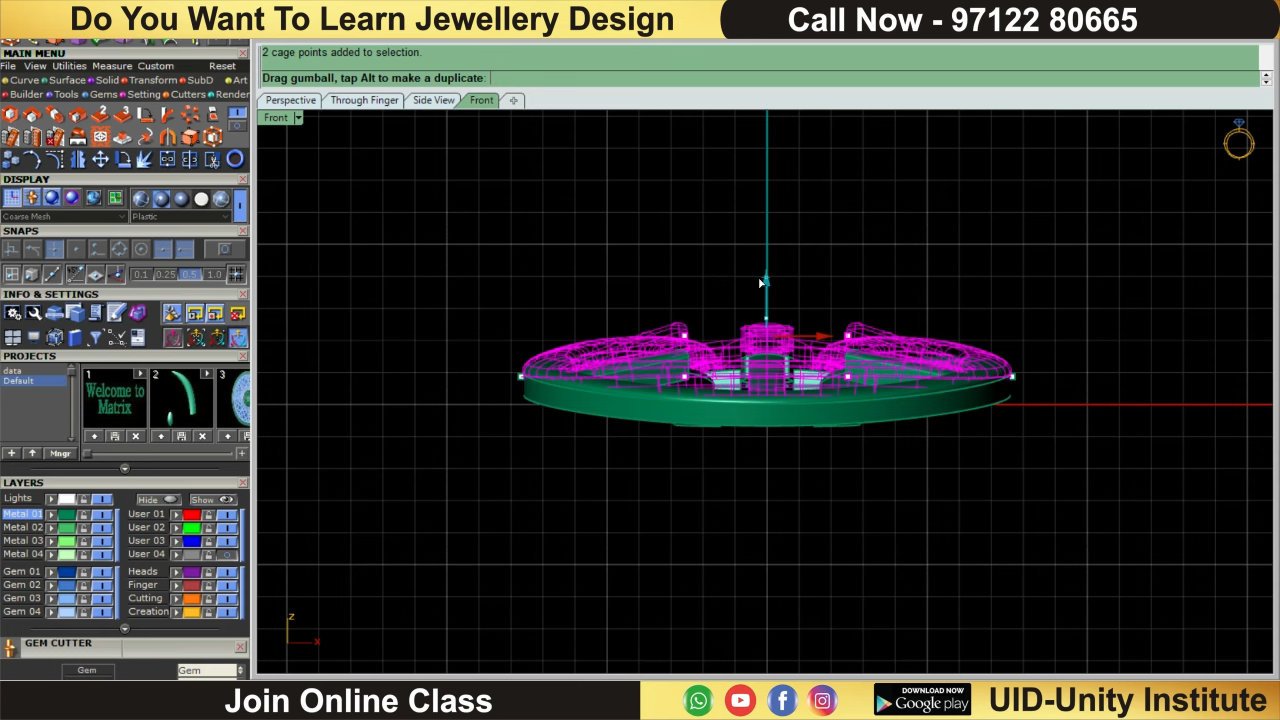 Do You Want To Learn Jewellery Design
Call Now - 97122 80665
MAIN MENU
File View Utilities Measure Custom Reset
Curve Surface Solid Transform SubD Art
Builder Tools Gems Setting Cutters Render
2 cage points added to selection.
Drag gumball, tap Alt to make a duplicate:
Perspective Through Finger Side View Front
Front
DISPLAY
Coarse Mesh Plastic
SNAPS
0.1 0.25 0.5 1.0
INFO & SETTINGS
PROJECTS
data
Default
1 2 3
Welcome to Matrix
Mngr
LAYERS
Lights Hide Show
Metal 01 User 01
Metal 02 User 02
Metal 03 User 03
Metal 04 User 04
Gem 01 Heads
Gem 02 Finger
Gem 03 Cutting
Gem 04 Creation
GEM CUTTER
Gem Gem
z
x
Join Online Class
DOWNLOAD NOW
Google play
UID-Unity Institute